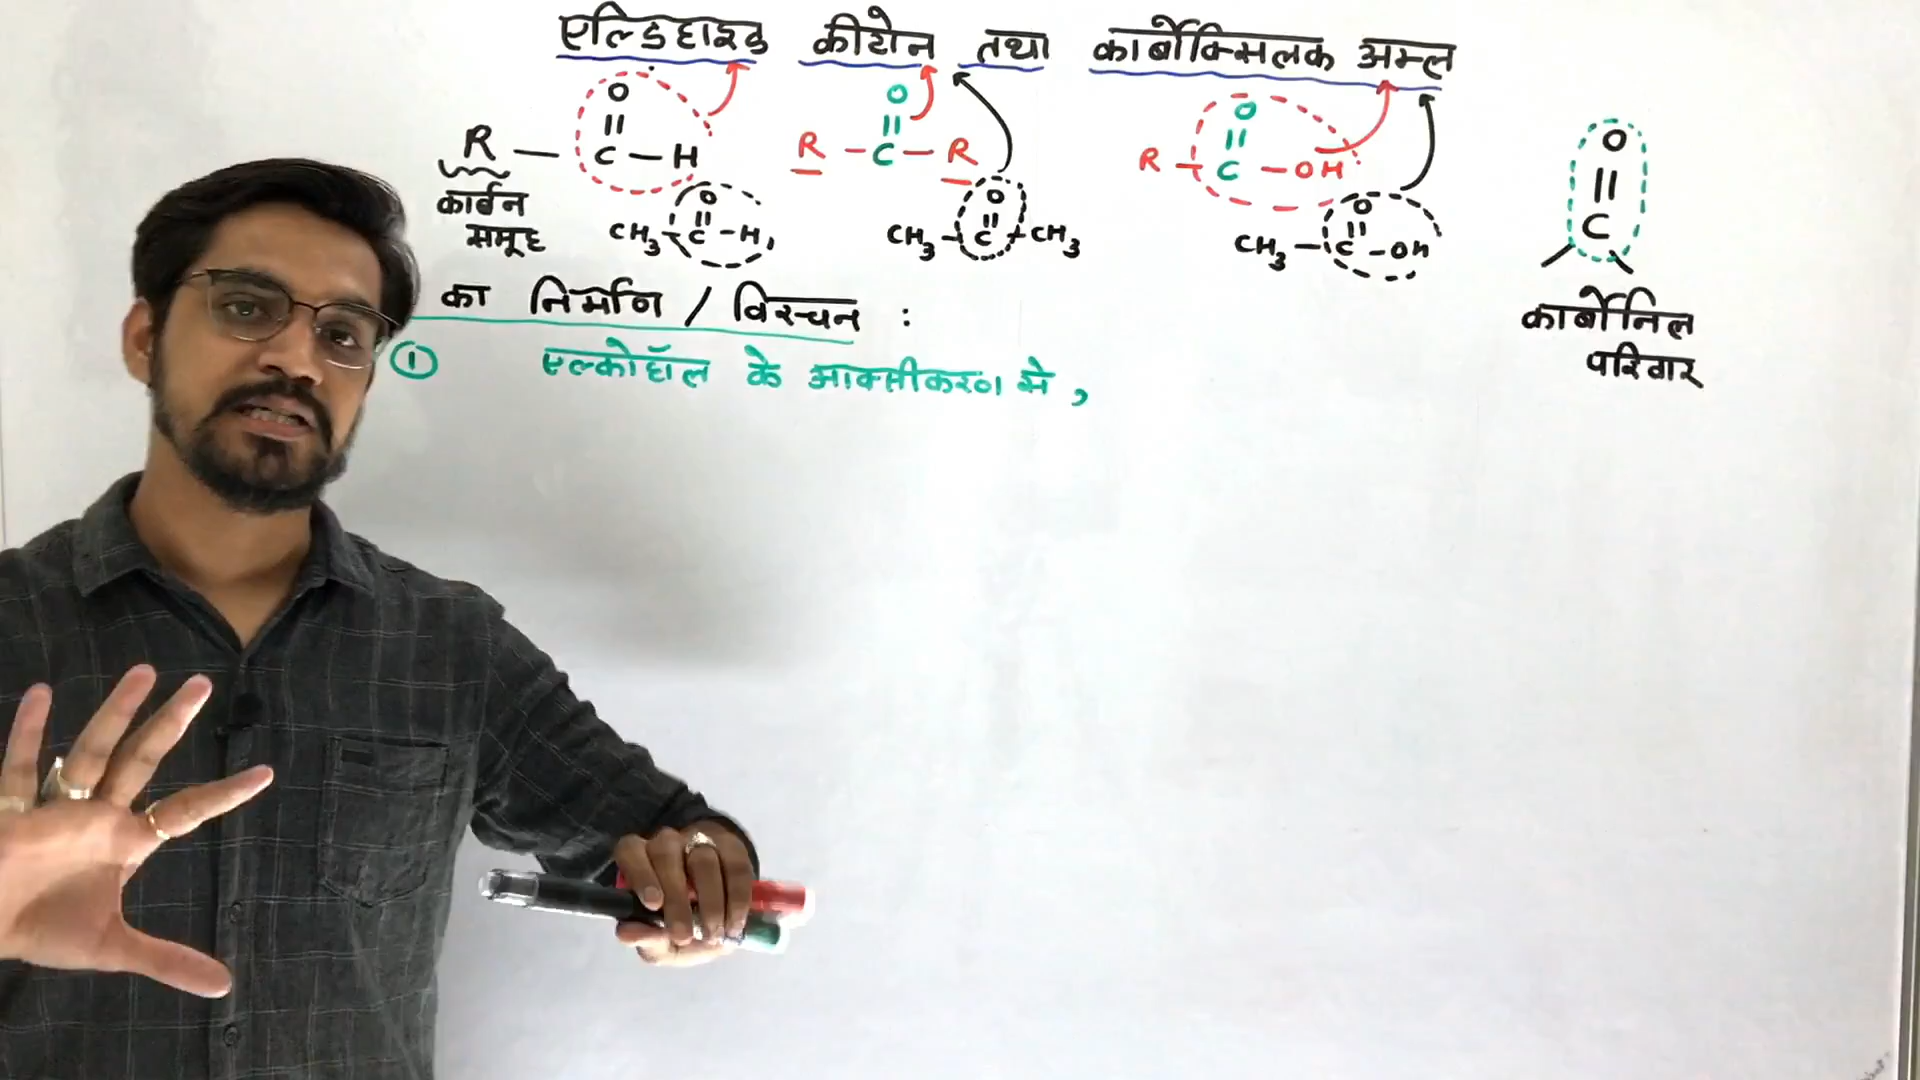 एल्डिहाइड कीटोन तथा कार्बोक्सिलक अम्ल
O O O O
R — C — H R — C — R R — C — OH C
कार्बन समूह
O O O
CH3 – C – H, CH3 – C – CH3 CH3 – C – OH
कार्बोनिल परिवार
का निर्माण / विरचन :
① एल्कोहॉल के आक्सीकरण से ,